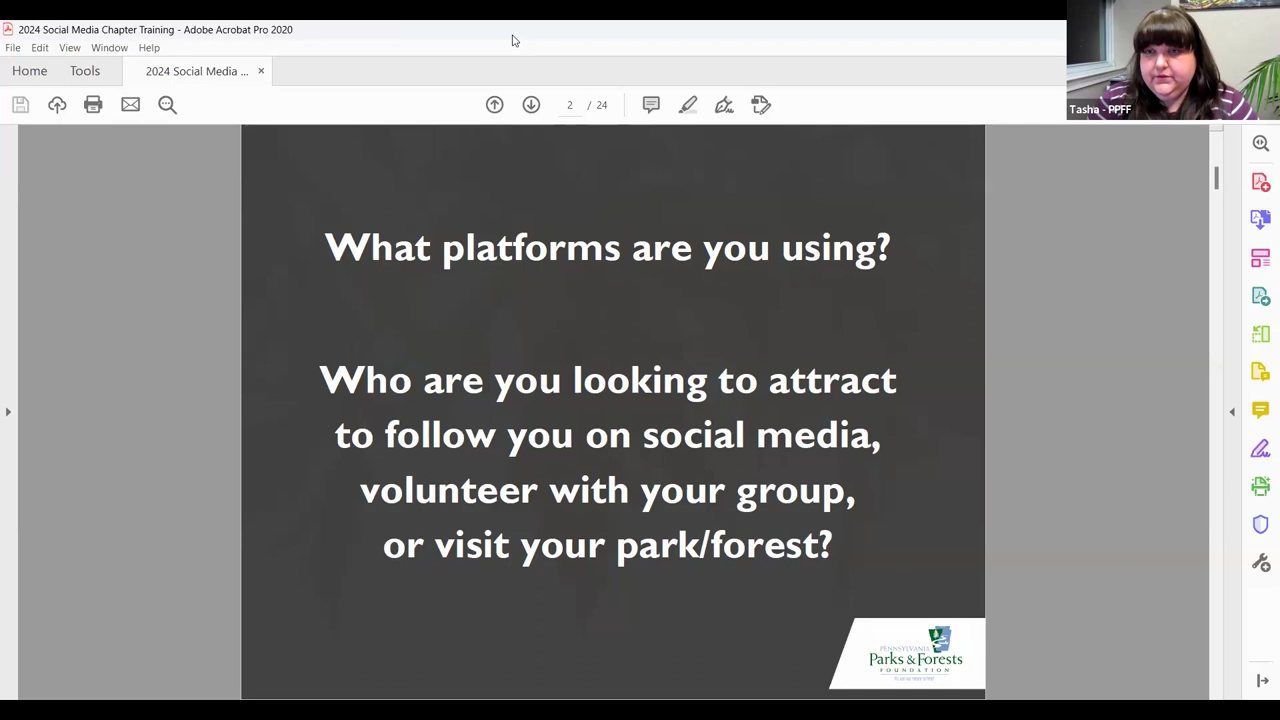 2024 Social Media Chapter Training - Adobe Acrobat Pro 2020
File Edit View Window Help
Home Tools 2024 Social Media ... ×
2 / 24
Tasha - PPFF
What platforms are you using?
Who are you looking to attract
to follow you on social media,
volunteer with your group,
or visit your park/forest?
PENNSYLVANIA
Parks & Forests
FOUNDATION